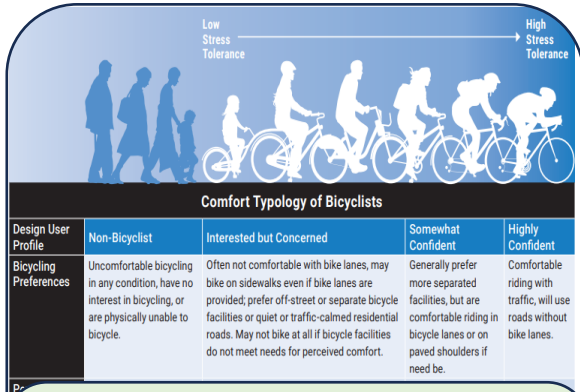 Low
Stress
Tolerance
High
Stress
Tolerance
Comfort Typology of Bicyclists
Design User
Profile
Non-Bicyclist
Interested but Concerned
Somewhat
Confident
Highly
Confident
Bicycling
Preferences
Uncomfortable bicycling
in any condition, have no
interest in bicycling, or
are physically unable to
bicycle.
Often not comfortable with bike lanes, may
bike on sidewalks even if bike lanes are
provided; prefer off-street or separate bicycle
facilities or quiet or traffic-calmed residential
roads. May not bike at all if bicycle facilities
do not meet needs for perceived comfort.
Generally prefer
more separated
facilities, but are
comfortable riding in
bicycle lanes or on
paved shoulders if
need be.
Comfortable
riding with
traffic, will use
roads without
bike lanes.